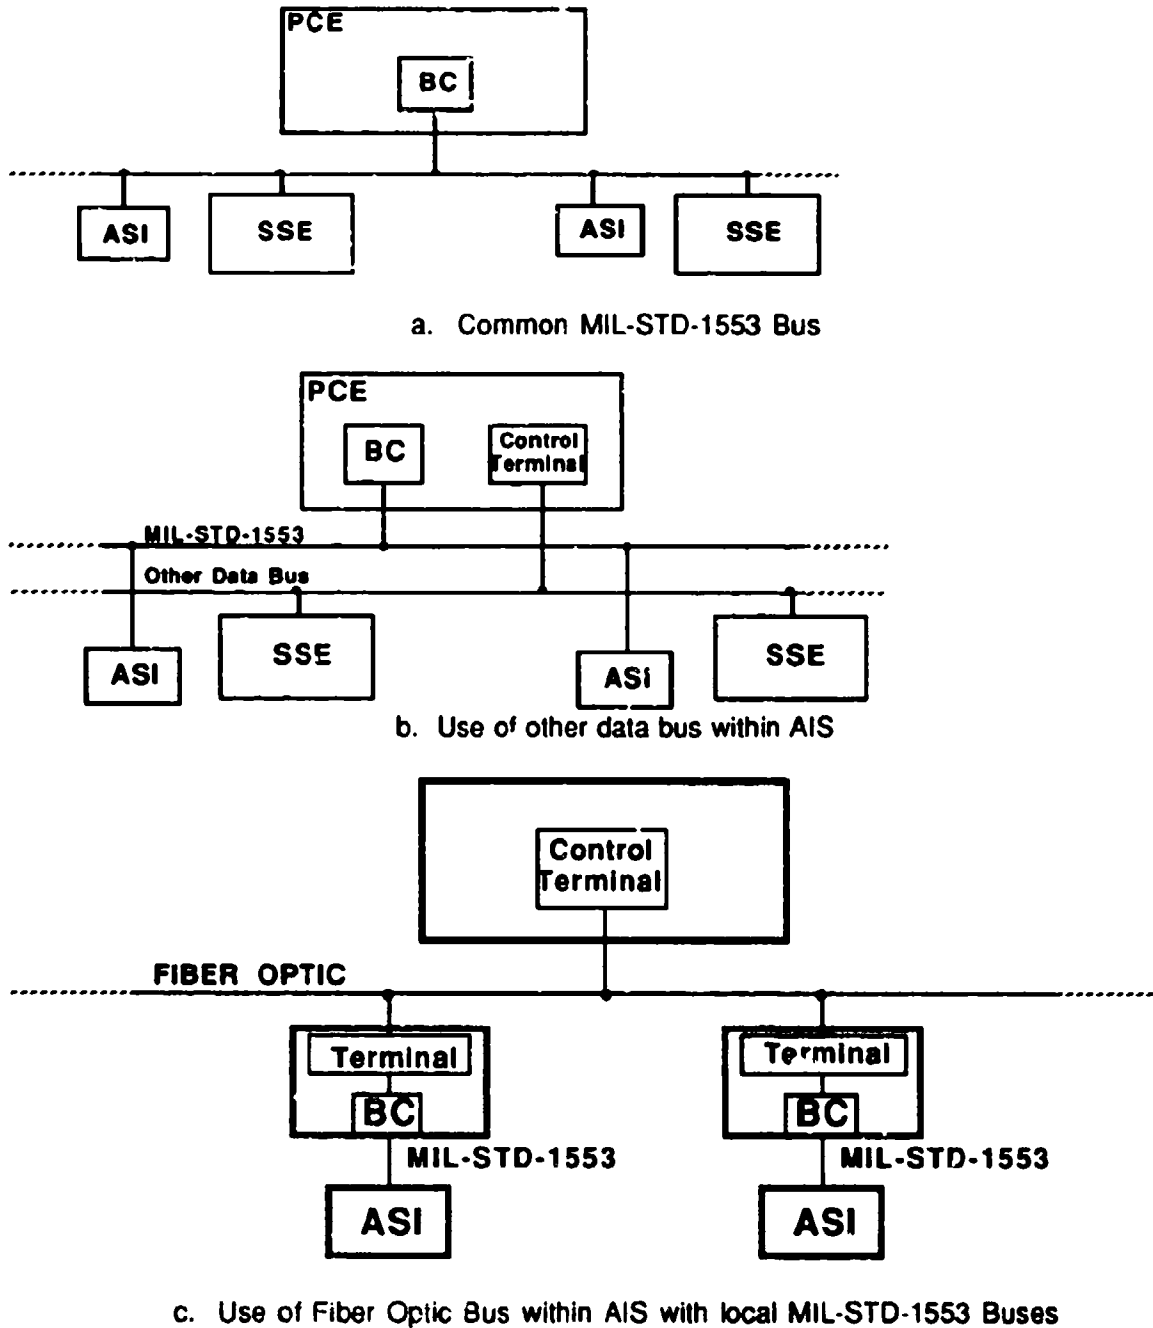 PCE
BC
ASI
SSE
ASI
SSE
a. Common MIL-STD-1553 Bus
PCE
BC
Control
Terminal
MIL-STD-1553
Other Data Bus
SSE
SSE
ASI
ASI
b. Use of other data bus within AIS
Control
Terminal
FIBER OPTIC
Terminal
Terminal
BC
BC
MIL-STD-1553
MIL-STD-1553
ASI
ASI
c. Use of Fiber Optic Bus within AIS with local MIL-STD-1553 Buses